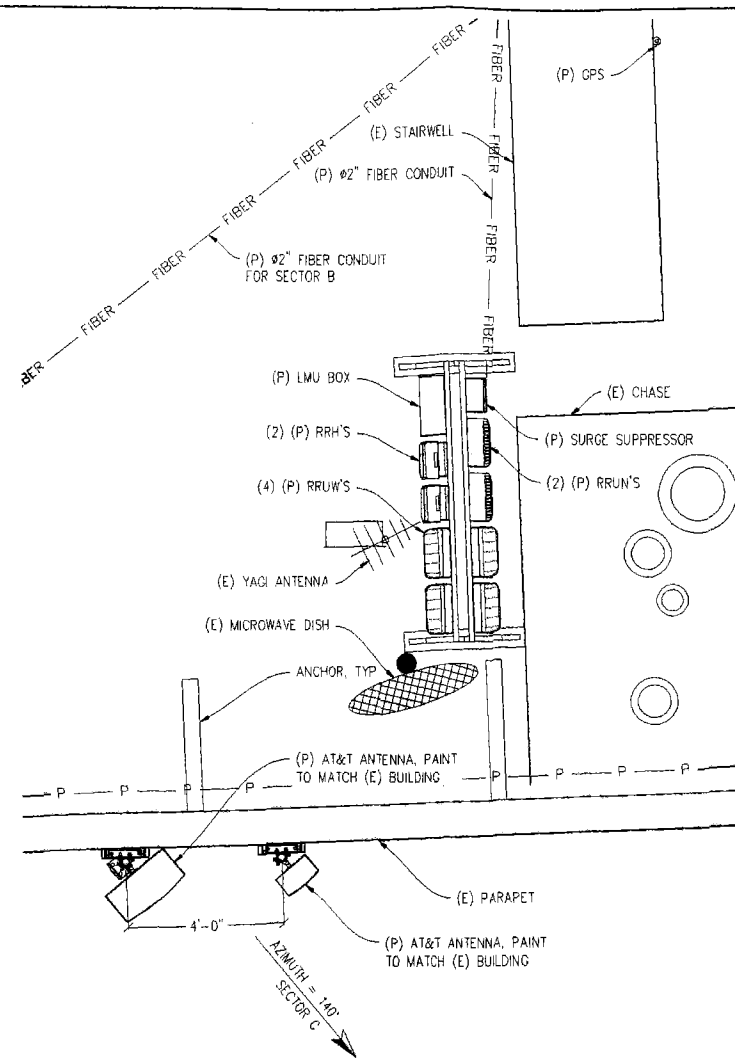 (P) GPS
(E) STAIRWELL
(P) ø2" FIBER CONDUIT
(P) ø2" FIBER CONDUIT
FOR SECTOR B
FIBER
FIBER
FIBER
FIBER
FIBER
FIBER
FIBER
BER
FIBER
FIBER
FIBER
FIBER
(P) LMU BOX
(E) CHASE
(2) (P) RRH'S
(P) SURGE SUPPRESSOR
(4) (P) RRUW'S
(2) (P) RRUN'S
(E) YAGI ANTENNA
(E) MICROWAVE DISH
ANCHOR, TYP
(P) AT&T ANTENNA, PAINT
TO MATCH (E) BUILDING
P P P P P P P P
(E) PARAPET
4'-0"
(P) AT&T ANTENNA, PAINT
TO MATCH (E) BUILDING
AZIMUTH = 140°
SECTOR C